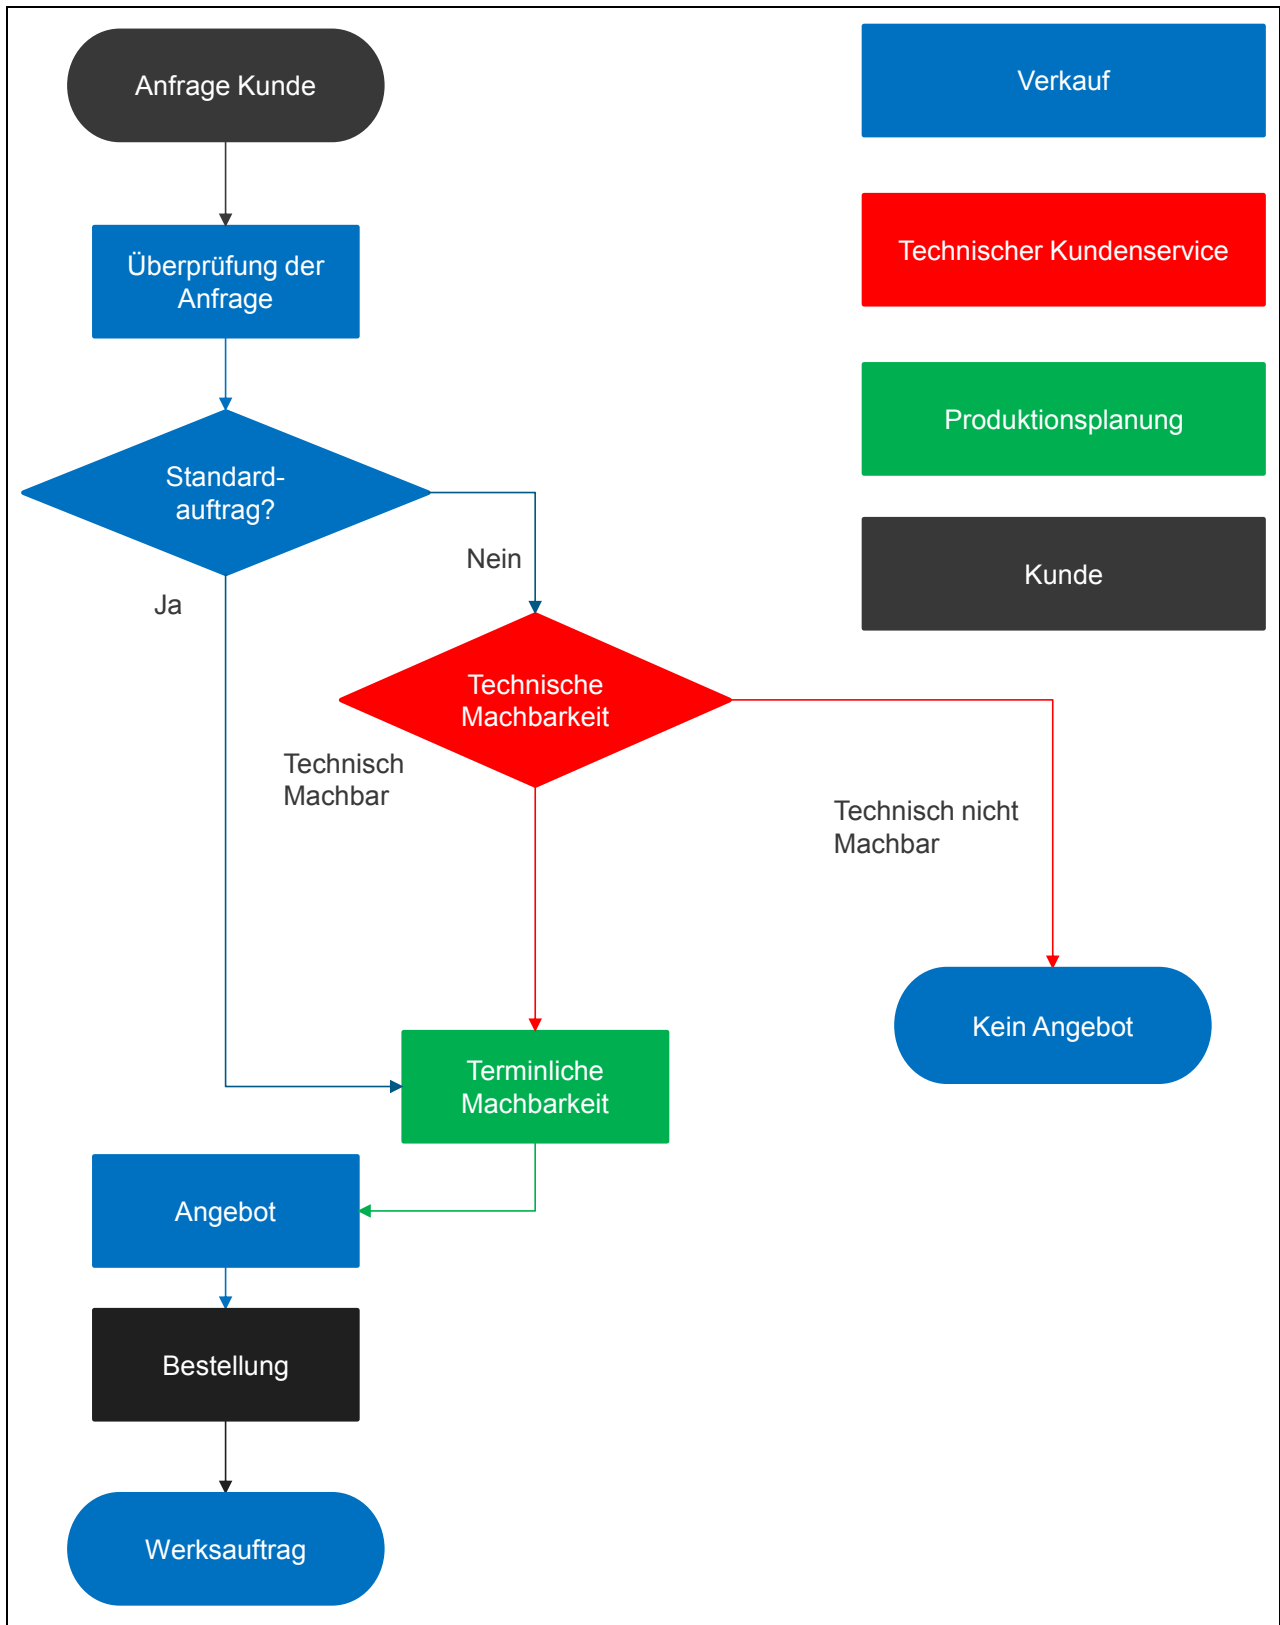 Anfrage Kunde
Verkauf
Überprüfung der
Anfrage
Technischer Kundenservice
Produktionsplanung
Standard-
auftrag?
Nein
Kunde
Ja
Technische
Machbarkeit
Technisch
Machbar
Technisch nicht
Machbar
Kein Angebot
Terminliche
Machbarkeit
Angebot
Bestellung
Werksauftrag